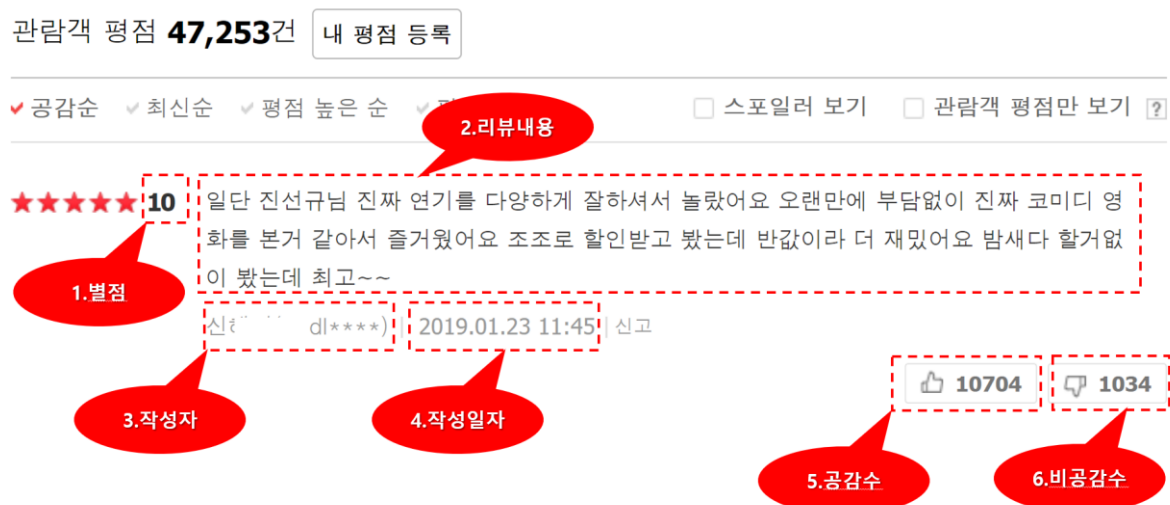 관람객 평점 47,253건 내 평점 등록
공감순 최신순 평점 높은 순 스포일러 보기 관람객 평점만 보기 ?
2.리뷰내용
10 일단 진선규님 진짜 연기를 다양하게 잘하셔서 놀랐어요 오랜만에 부담없이 진짜 코미디 영
화를 본거 같아서 즐거웠어요 조조로 할인받고 봤는데 반값이라 더 재밌어요 밤새다 할거없
이 봤는데 최고~~
1.별점
dl****) 2019.01.23 11:45 신고
10704 1034
3.작성자 4.작성일자
5.공감수 6.비공감수